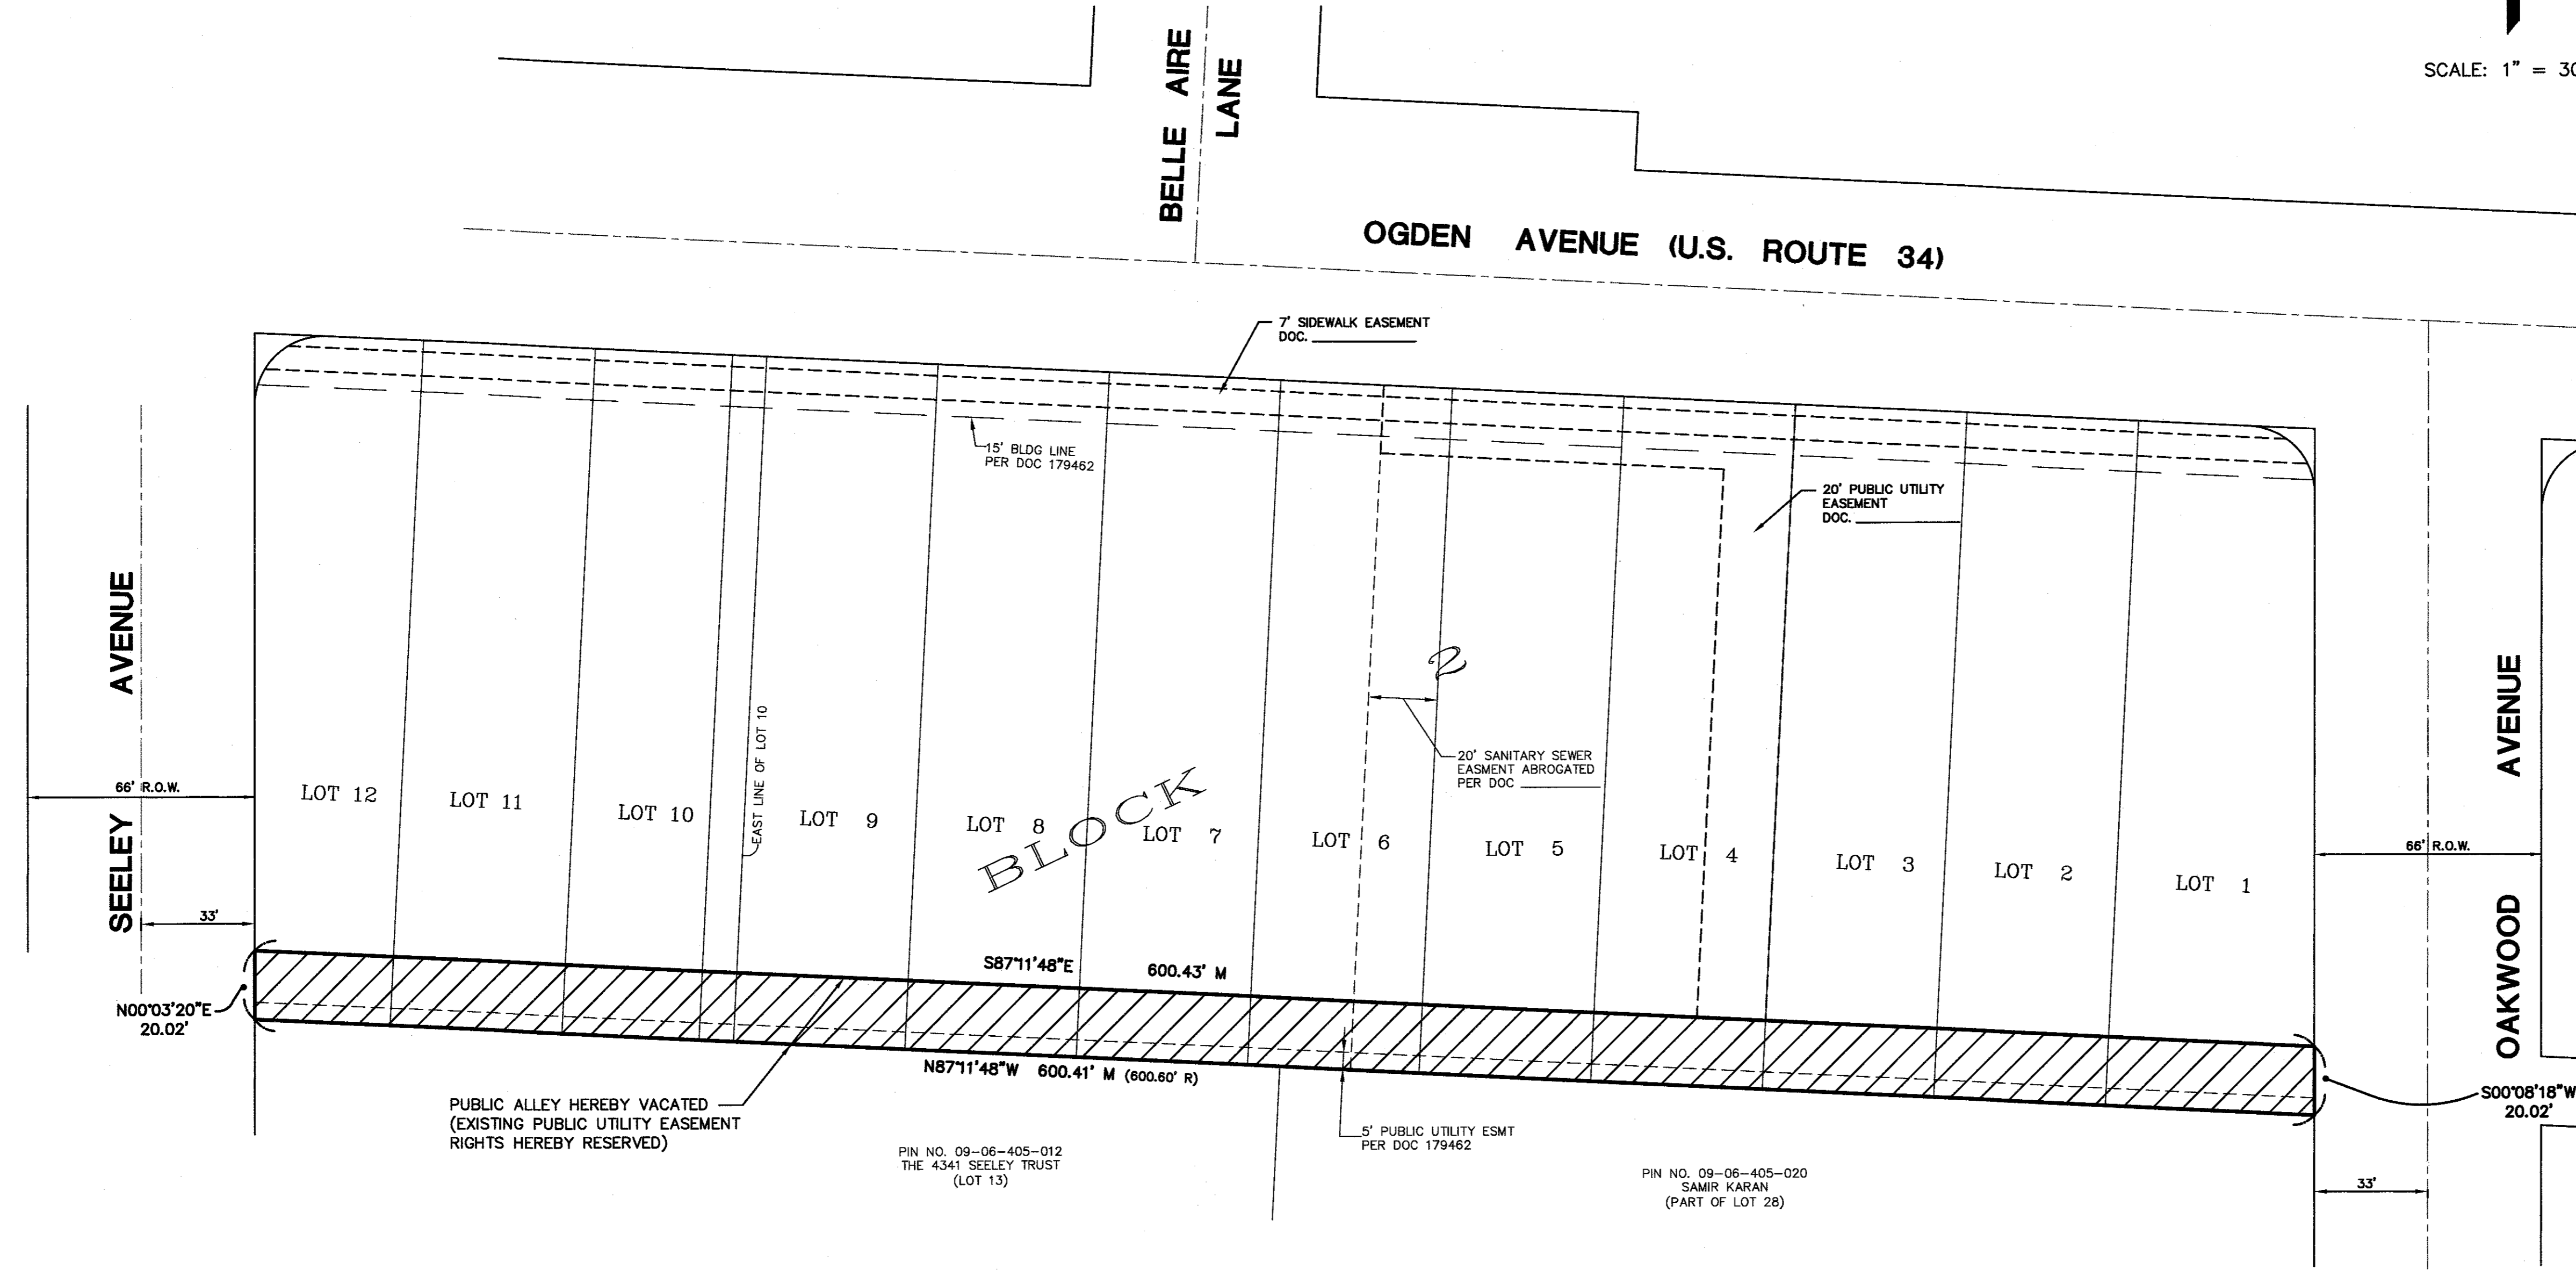 BELLE AIRE
LANE
SCALE: 1" = 30
OGDEN AVENUE (U.S. ROUTE 34)
7' SIDEWALK EASEMENT
DOC.
15' BLDG LINE
PER DOC 179462
20' PUBLIC UTILITY
EASEMENT
DOC.
SEELEY AVENUE
66' R.O.W.
33'
LOT 12
LOT 11
LOT 10
EAST LINE OF LOT 10
LOT 9
LOT 8
LOT 7
LOT 6
LOT 5
LOT 4
LOT 3
LOT 2
LOT 1
BLOCK 2
20' SANITARY SEWER
EASMENT ABROGATED
PER DOC
66' R.O.W.
OAKWOOD AVENUE
S87°11'48"E 600.43' M
N00°03'20"E
20.02'
N87°11'48"W 600.41' M (600.60' R)
S00°08'18"W
20.02'
PUBLIC ALLEY HEREBY VACATED
(EXISTING PUBLIC UTILITY EASEMENT
RIGHTS HEREBY RESERVED)
5' PUBLIC UTILITY ESMT
PER DOC 179462
PIN NO. 09-06-405-012
THE 4341 SEELEY TRUST
(LOT 13)
PIN NO. 09-06-405-020
SAMIR KARAN
(PART OF LOT 28)
33'